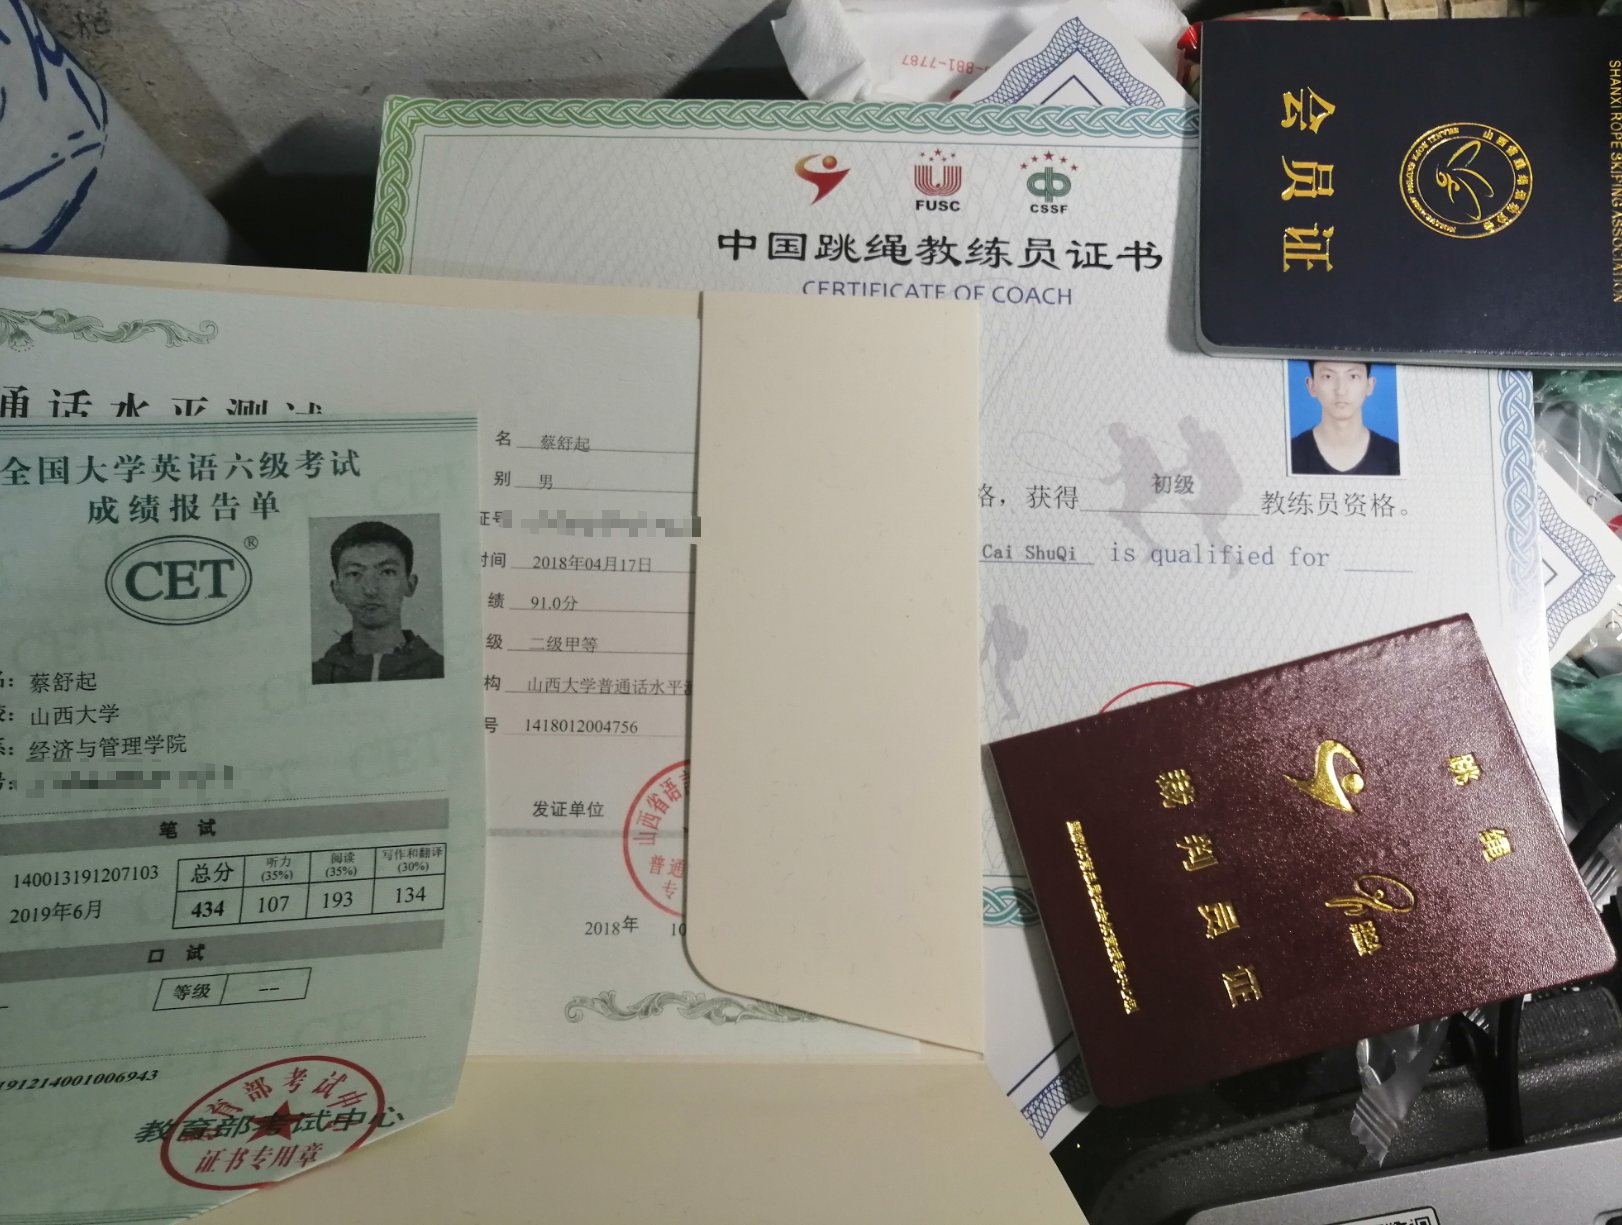 881-7787
FUSC
CSSF
中国跳绳教练员证书
CERTIFICATE OF COACH
格，获得 初级 教练员资格。
Cai ShuQi is qualified for
会员证
SHANXI ROPE SKIPPING ASSOCIATION
通话水平测试
名 蔡舒起
别 男
证号
时间 2018年04月17日
绩 91.0分
级 二级甲等
构 山西大学普通话水平测
号 1418012004756
发证单位
山西省语
普通
专
2018年 10
全国大学英语六级考试
成绩报告单
CET®
名：蔡舒起
校：山西大学
系：经济与管理学院
笔 试
140013191207103
2019年6月
总分 听力(35%) 阅读(35%) 写作和翻译(30%)
434 107 193 134
口 试
等级 --
191214001006943
教育部考试中心
教育部考试中心
证书专用章
跳绳
裁判员证